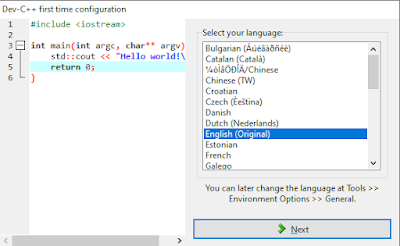 Dev-C++ first time configuration
1 #include <iostream>
2
3 int main(int argc, char** argv)
4 std::cout << "Hello world!\
5 return 0;
6 }
Select your language:
Bulgarian (Áúëãàðñêè)
Catalan (Català)
¼òÌåÖÐÎÄ/Chinese
Chinese (TW)
Croatian
Czech (Èeština)
Danish
Dutch (Nederlands)
English (Original)
Estonian
French
Galego
You can later change the language at Tools >>
Environment Options >> General.
Next